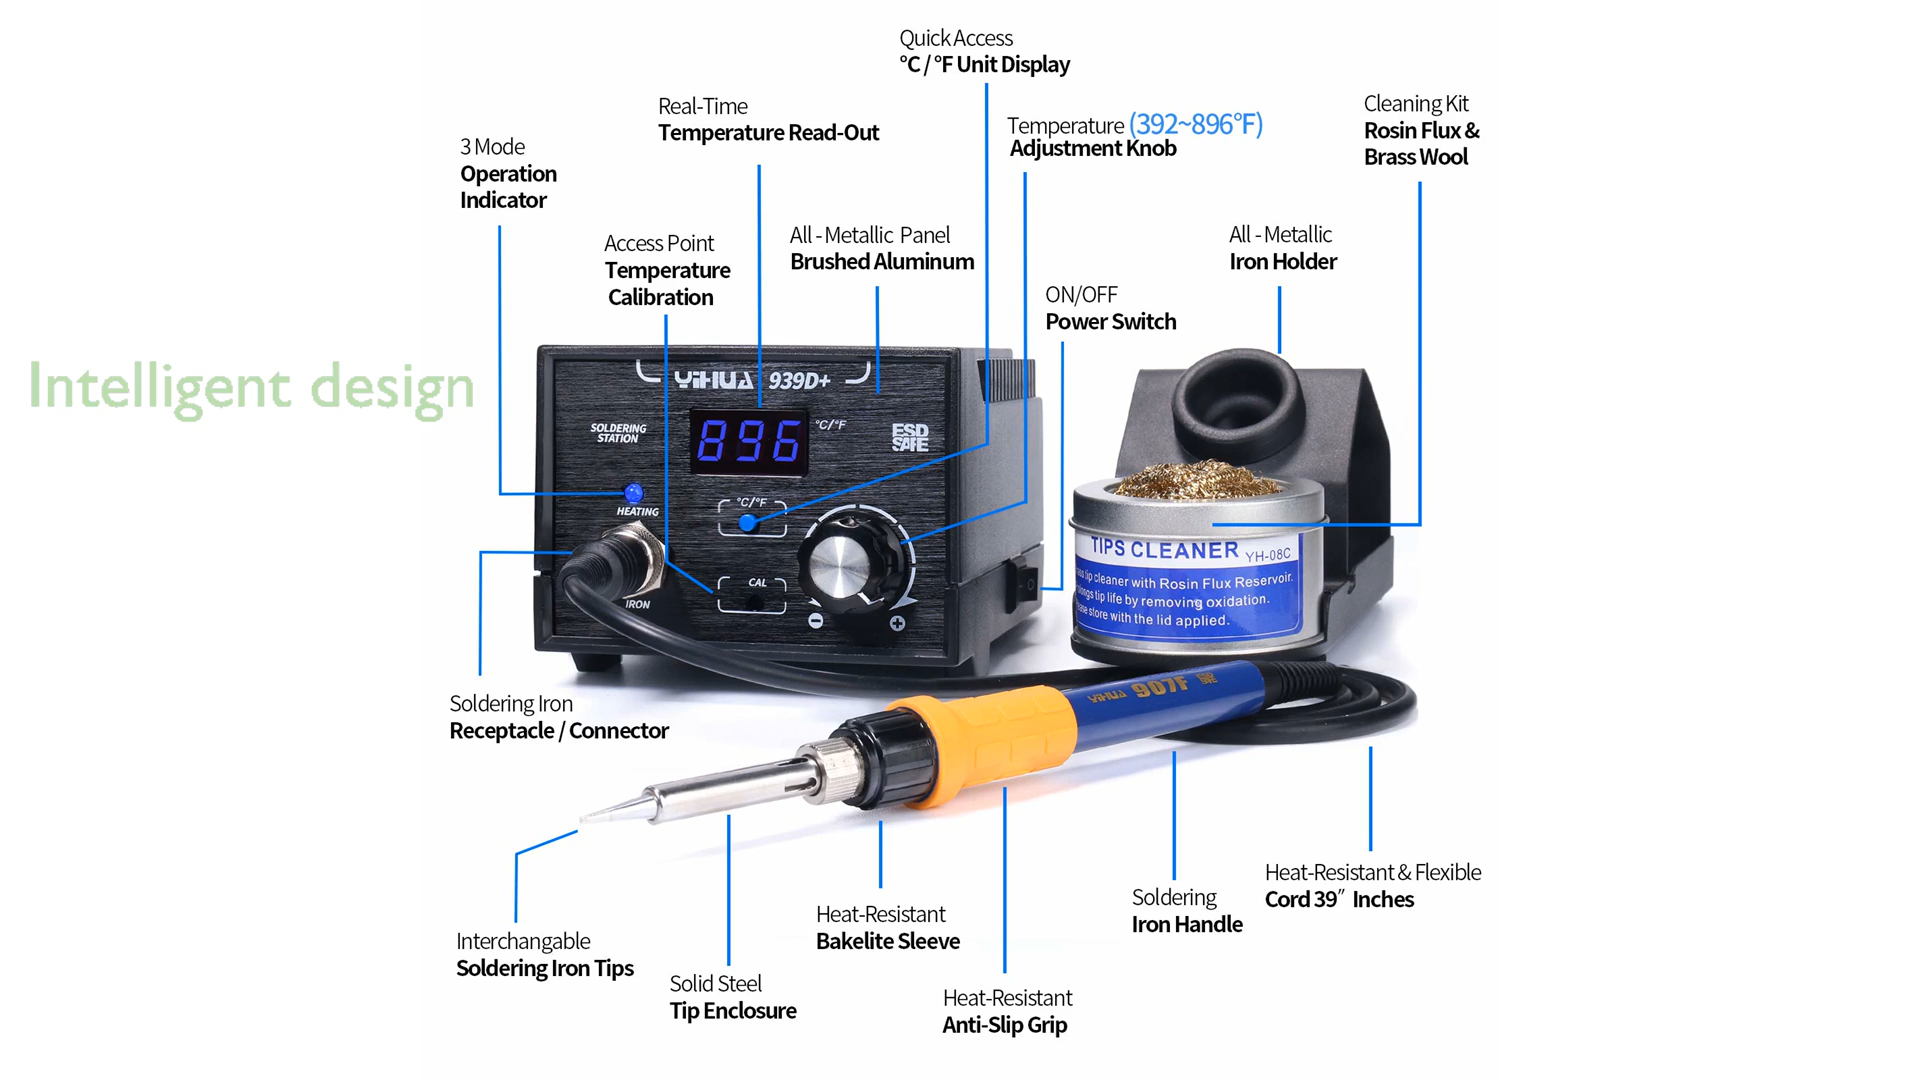 Quick Access
°C / °F Unit Display
Real-Time
Temperature Read-Out
Temperature (392~896°F)
Adjustment Knob
Cleaning Kit
Rosin Flux &
Brass Wool
3 Mode
Operation
Indicator
Access Point
Temperature
Calibration
All - Metallic Panel
Brushed Aluminum
All - Metallic
Iron Holder
ON/OFF
Power Switch
Intelligent design
YIHUA 939D+
SOLDERING
STATION
896
°C/°F
ESD
SAFE
HEATING
°C/°F
CAL
IRON
TIPS CLEANER YH-08C
tip cleaner with Rosin Flux Reservoir.
tip life by removing oxidation.
store with the lid applied.
Soldering Iron
Receptacle / Connector
YIHUA 907F
Interchangable
Soldering Iron Tips
Solid Steel
Tip Enclosure
Heat-Resistant
Bakelite Sleeve
Heat-Resistant
Anti-Slip Grip
Soldering
Iron Handle
Heat-Resistant & Flexible
Cord 39″ Inches